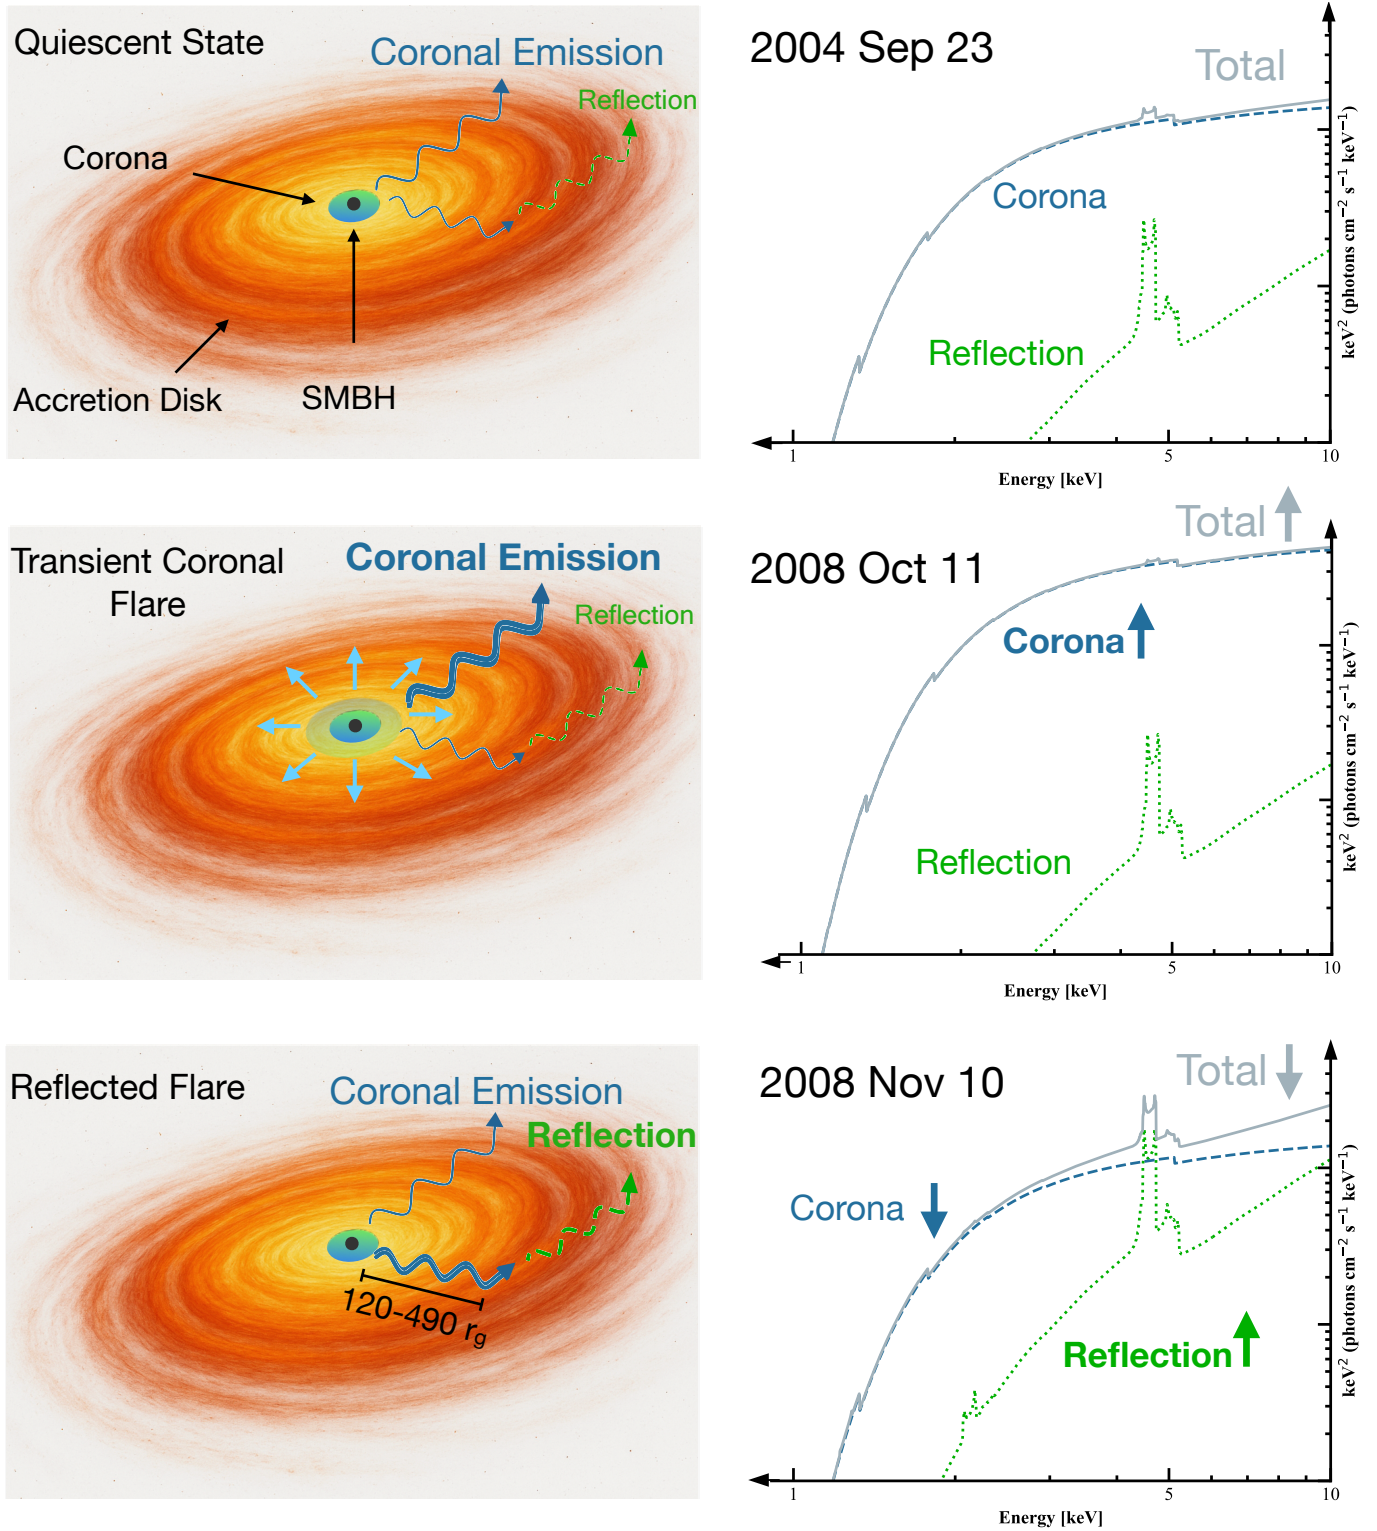 Quiescent State
Coronal Emission
Reflection
Corona
Accretion Disk
SMBH
2004 Sep 23
Total
Corona
Reflection
keV² (photons cm⁻² s⁻¹ keV⁻¹)
1
5
10
Energy [keV]
Transient Coronal
Flare
Coronal Emission
Reflection
2008 Oct 11
Total
Corona
Reflection
keV² (photons cm⁻² s⁻¹ keV⁻¹)
1
5
10
Energy [keV]
Reflected Flare
Coronal Emission
Reflection
120-490 r_g
2008 Nov 10
Total
Corona
Reflection
keV² (photons cm⁻² s⁻¹ keV⁻¹)
1
5
10
Energy [keV]